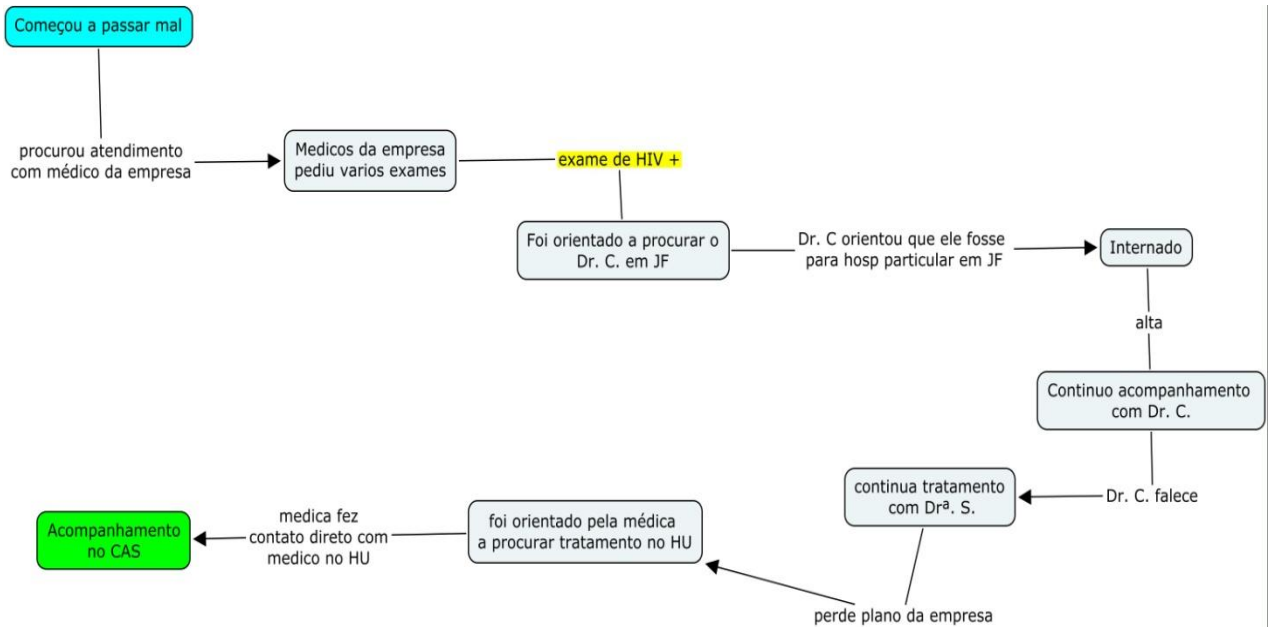 Começou a passar mal
procurou atendimento
com médico da empresa
Medicos da empresa
pediu varios exames
exame de HIV +
Foi orientado a procurar o
Dr. C. em JF
Dr. C orientou que ele fosse
para hosp particular em JF
Internado
alta
Continuo acompanhamento
com Dr. C.
Dr. C. falece
continua tratamento
com Drª. S.
perde plano da empresa
foi orientado pela médica
a procurar tratamento no HU
medica fez
contato direto com
medico no HU
Acompanhamento
no CAS